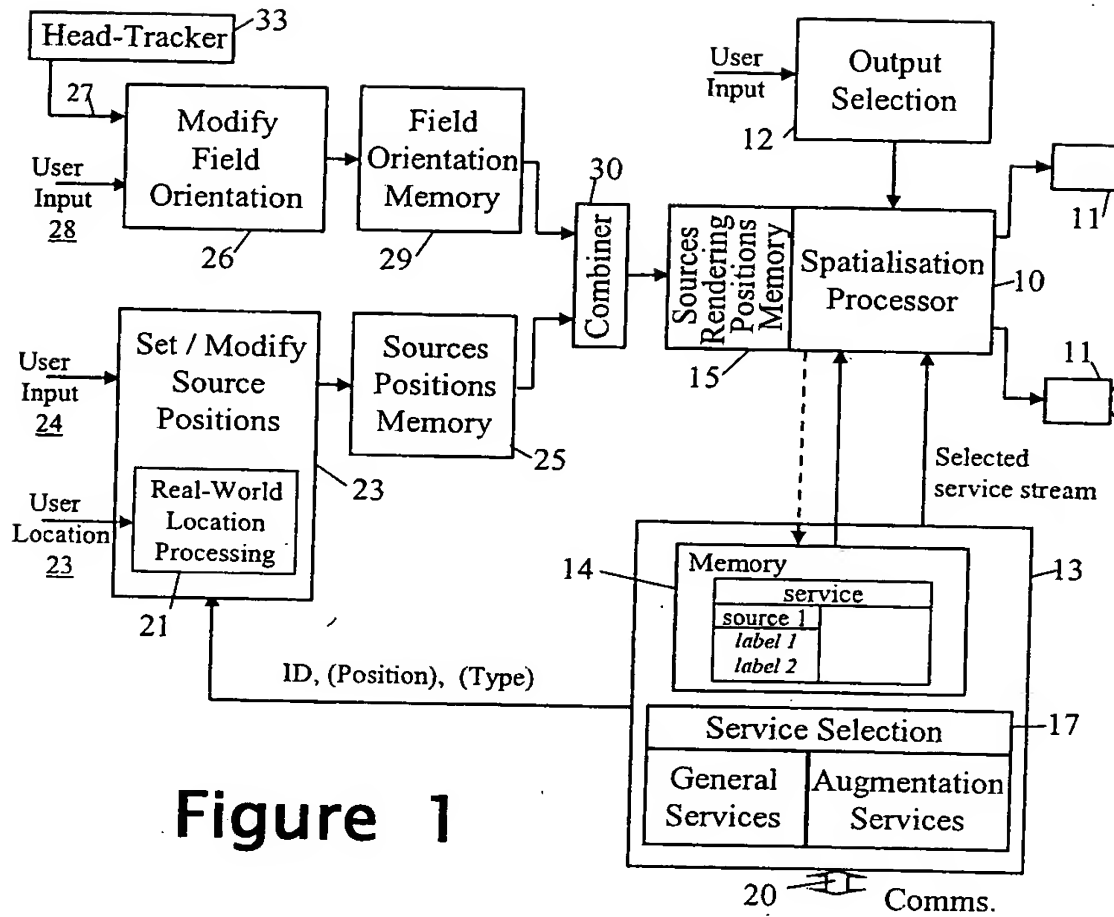 Head-Tracker
33
27
User
Input
28
Modify
Field
Orientation
26
Field
Orientation
Memory
29
30
Combiner
User
Input
12
Output
Selection
11
Sources
Rendering
Positions
Memory
15
Spatialisation
Processor
10
11
User
Input
24
Set / Modify
Source
Positions
User
Location
23
Real-World
Location
Processing
21
23
Sources
Positions
Memory
25
Selected
service stream
14
Memory
service
source 1
label 1
label 2
13
ID, (Position), (Type)
17
Service Selection
General
Services
Augmentation
Services
20
Comms.
Figure 1